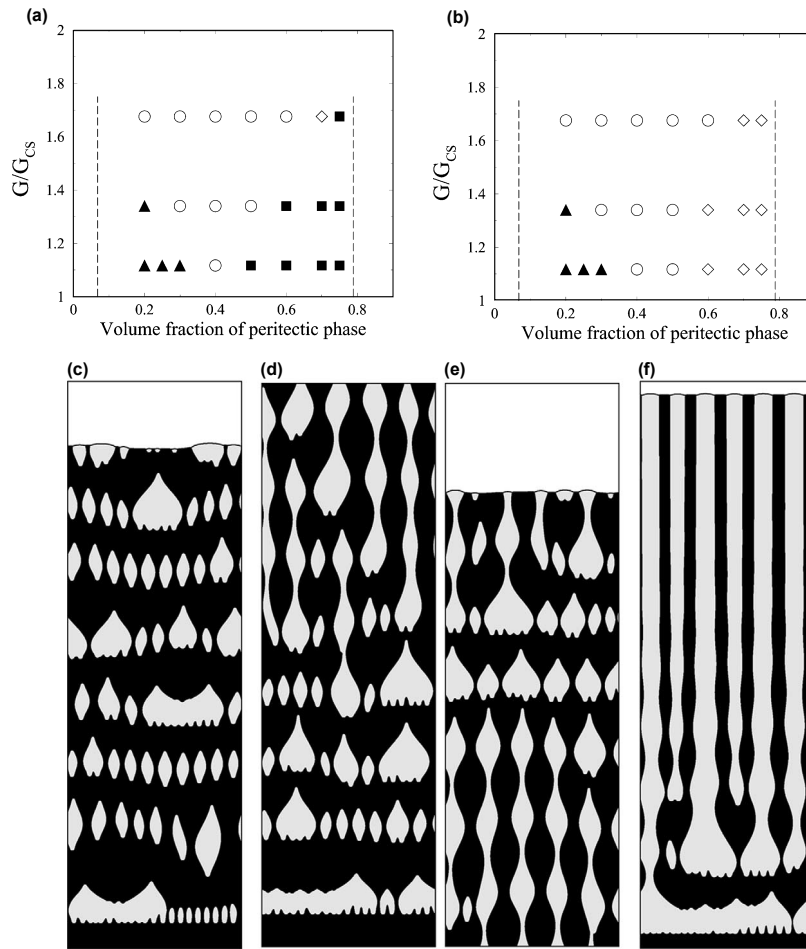 (a)
2
1.8
1.6
1.4
1.2
1
G/G_CS
0 0.2 0.4 0.6 0.8
Volume fraction of peritectic phase
(b)
2
1.8
1.6
1.4
1.2
1
G/G_CS
0 0.2 0.4 0.6 0.8
Volume fraction of peritectic phase
(c)
(d)
(e)
(f)